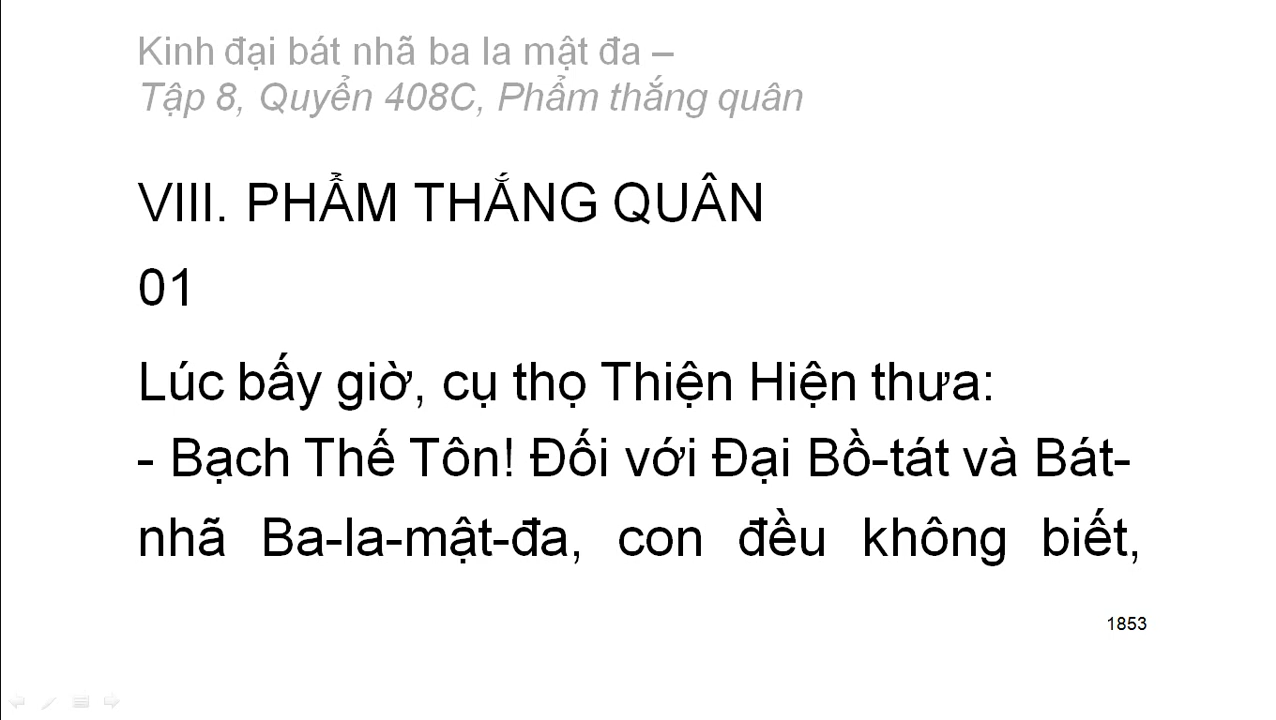 Kinh đại bát nhã ba la mật đa –
Tập 8, Quyển 408C, Phẩm thắng quân
VIII. PHẨM THẮNG QUÂN
01
Lúc bấy giờ, cụ thọ Thiện Hiện thưa:
- Bạch Thế Tôn! Đối với Đại Bồ-tát và Bát-
nhã Ba-la-mật-đa, con đều không biết,
1853